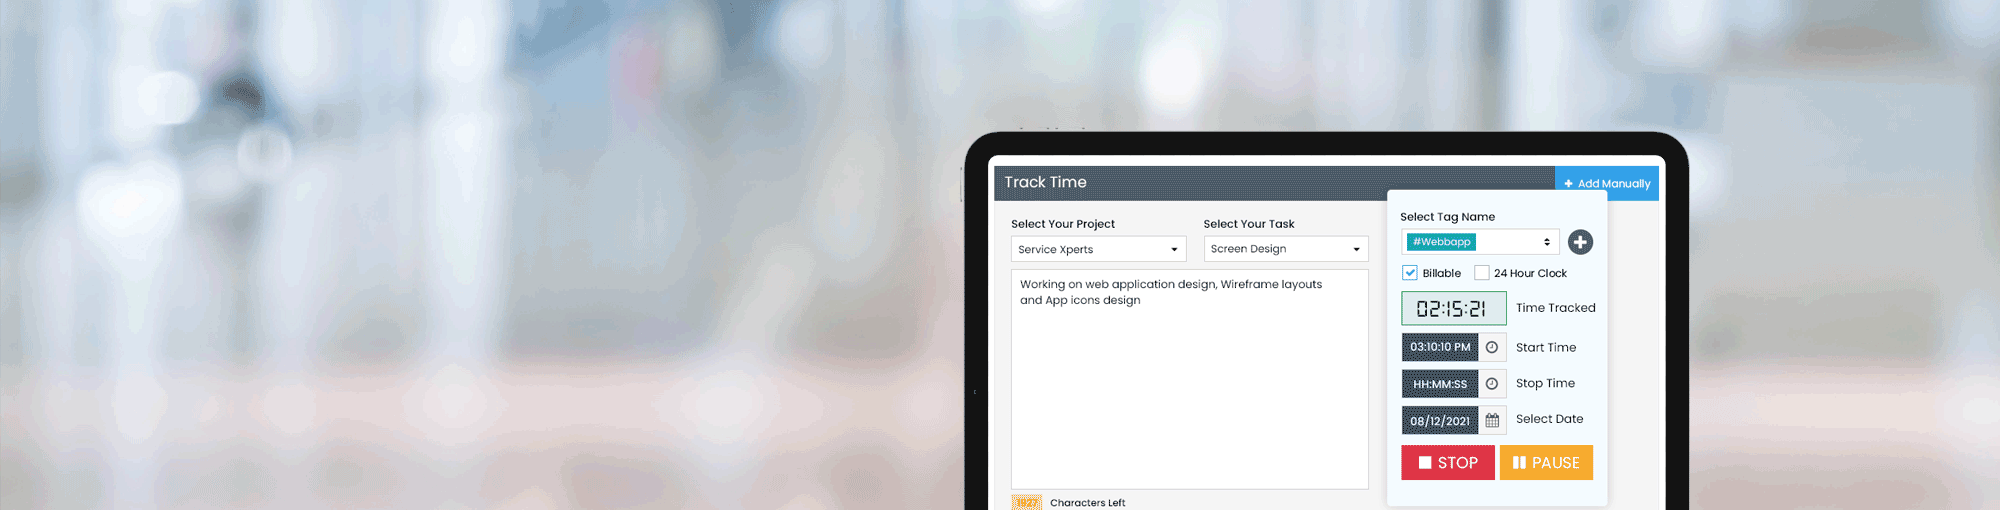 Track Time
+ Add Manually
Select Your Project
Select Your Task
Service Xperts
Screen Design
Working on web application design, Wireframe layouts
and App icons design
1927
Characters Left
Select Tag Name
#Webbapp
Billable
24 Hour Clock
02:15:21
Time Tracked
03:10:10 PM
Start Time
HH:MM:SS
Stop Time
08/12/2021
Select Date
STOP
PAUSE